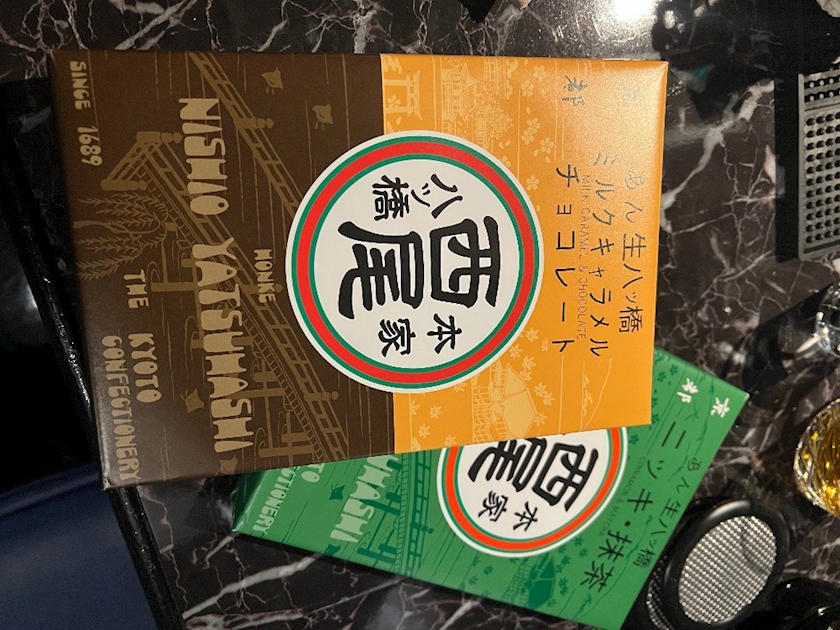 京都
あん生八ッ橋
ミルクキャラメル
MILK CARAMEL & CHOCOLATE
チョコレート
本家
西尾
八ッ橋
HONKE
NISHIO YATSUHASHI
THE KYOTO
CONFECTIONERY
SINCE 1689
京都
あん生八ッ橋
ニッキ・抹茶
本家
西尾
HASHI
CTIONERY